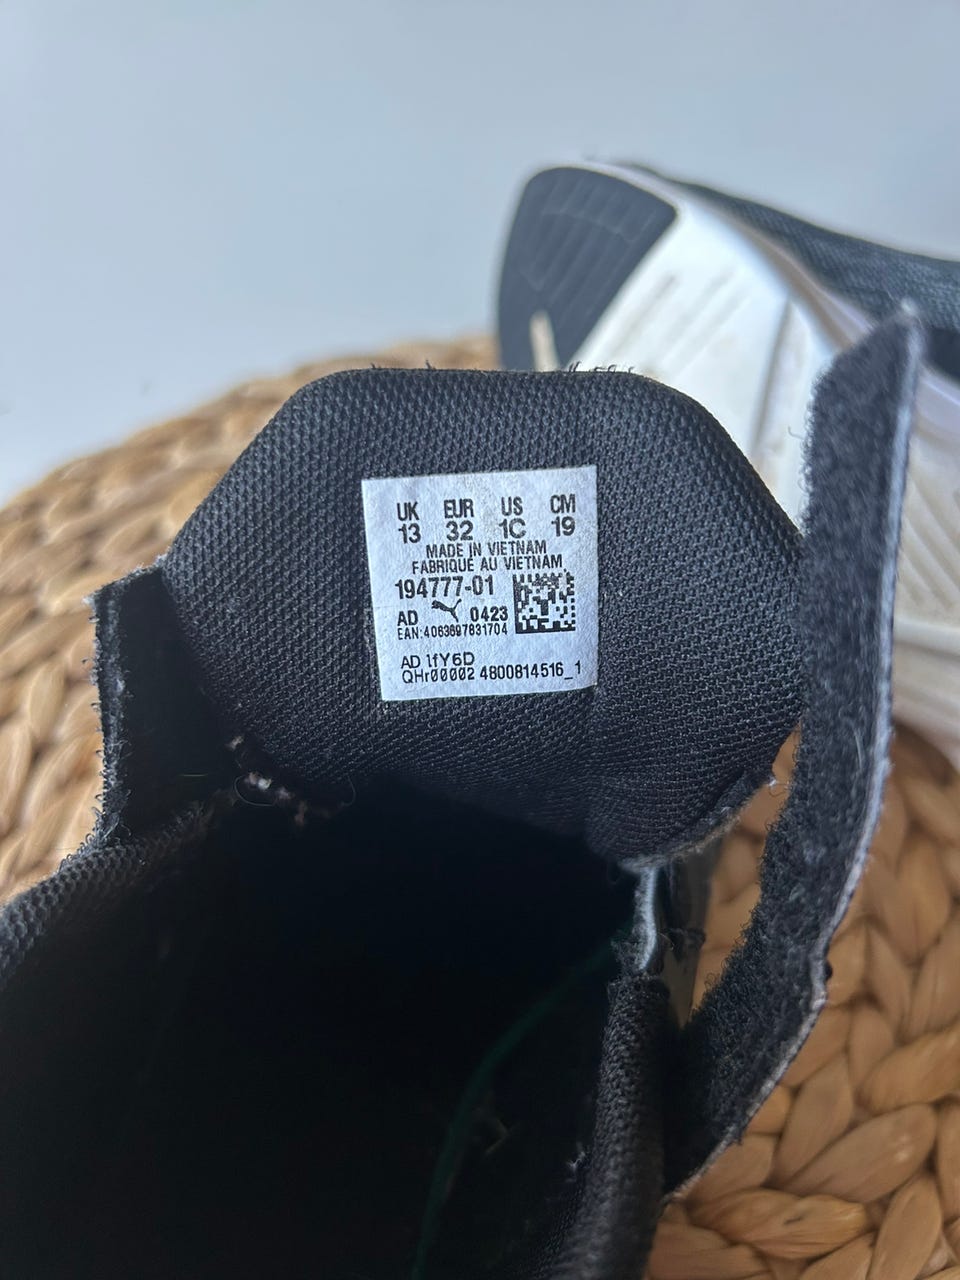 UK EUR US CM
13 32 1C 19
MADE IN VIETNAM
FABRIQUÉ AU VIETNAM
194777-01
AD 0423
EAN:4063697831704
AD 1fY6D
QHr00002 4800814516_1